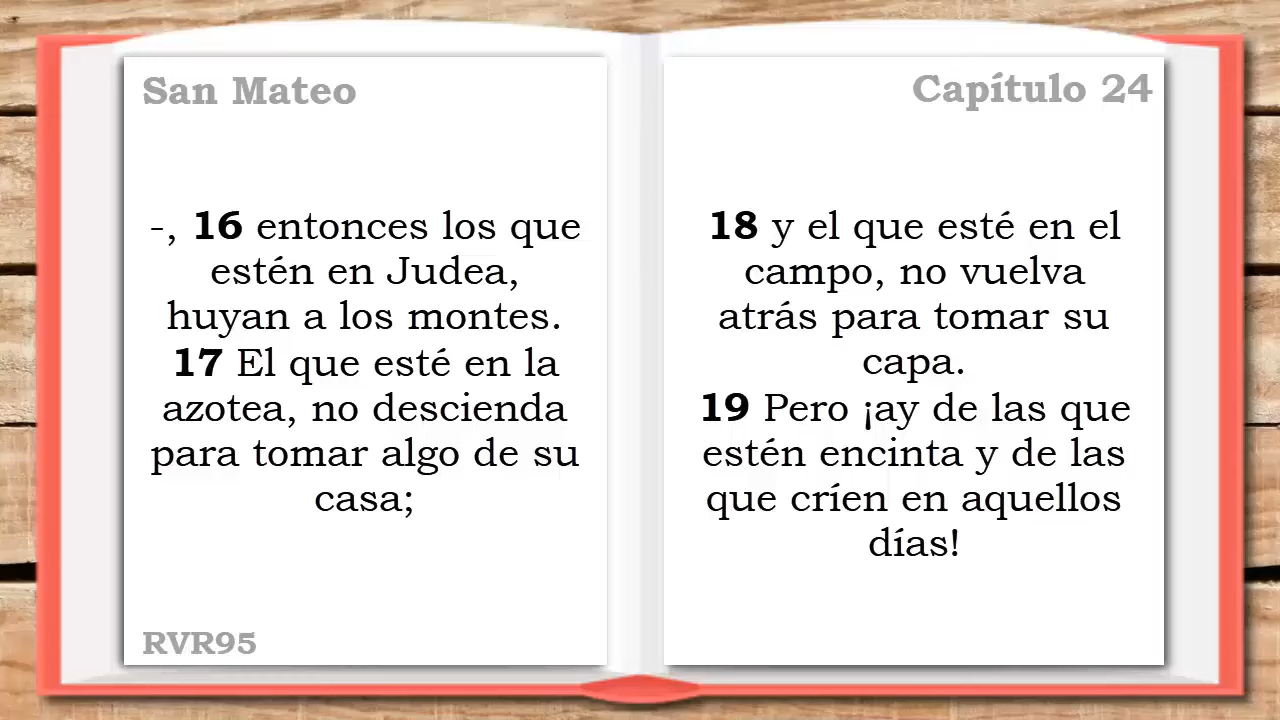 San Mateo
-, 16 entonces los que
estén en Judea,
huyan a los montes.
17 El que esté en la
azotea, no descienda
para tomar algo de su
casa;
RVR95
Capítulo 24
18 y el que esté en el
campo, no vuelva
atrás para tomar su
capa.
19 Pero ¡ay de las que
estén encinta y de las
que críen en aquellos
días!